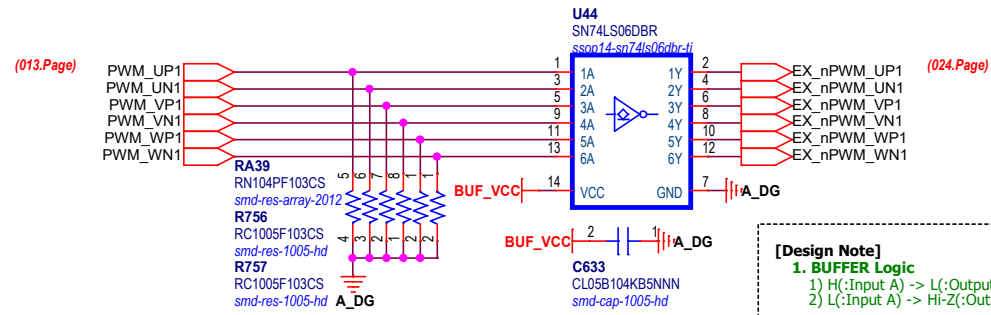 U44
SN74LS06DBR
ssop14-sn74ls06dbr-ti
(013.Page)
(024.Page)
PWM_UP1 1 1A 1Y 2 EX_nPWM_UP1
PWM_UN1 3 2A 2Y 4 EX_nPWM_UN1
PWM_VP1 5 3A 3Y 6 EX_nPWM_VP1
PWM_VN1 9 4A 4Y 8 EX_nPWM_VN1
PWM_WP1 11 5A 5Y 10 EX_nPWM_WP1
PWM_WN1 13 6A 6Y 12 EX_nPWM_WN1
RA39
RN104PF103CS
smd-res-array-2012
R756
RC1005F103CS
smd-res-1005-hd
R757
RC1005F103CS
smd-res-1005-hd
5 6 7 8 1 1
4 3 2 1 2 2
A_DG
BUF_VCC 14 VCC GND 7 A_DG
BUF_VCC 2 1 A_DG
C633
CL05B104KB5NNN
smd-cap-1005-hd
[Design Note]
1. BUFFER Logic
1) H(:Input A) -> L(:Output
2) L(:Input A) -> Hi-Z(:Out